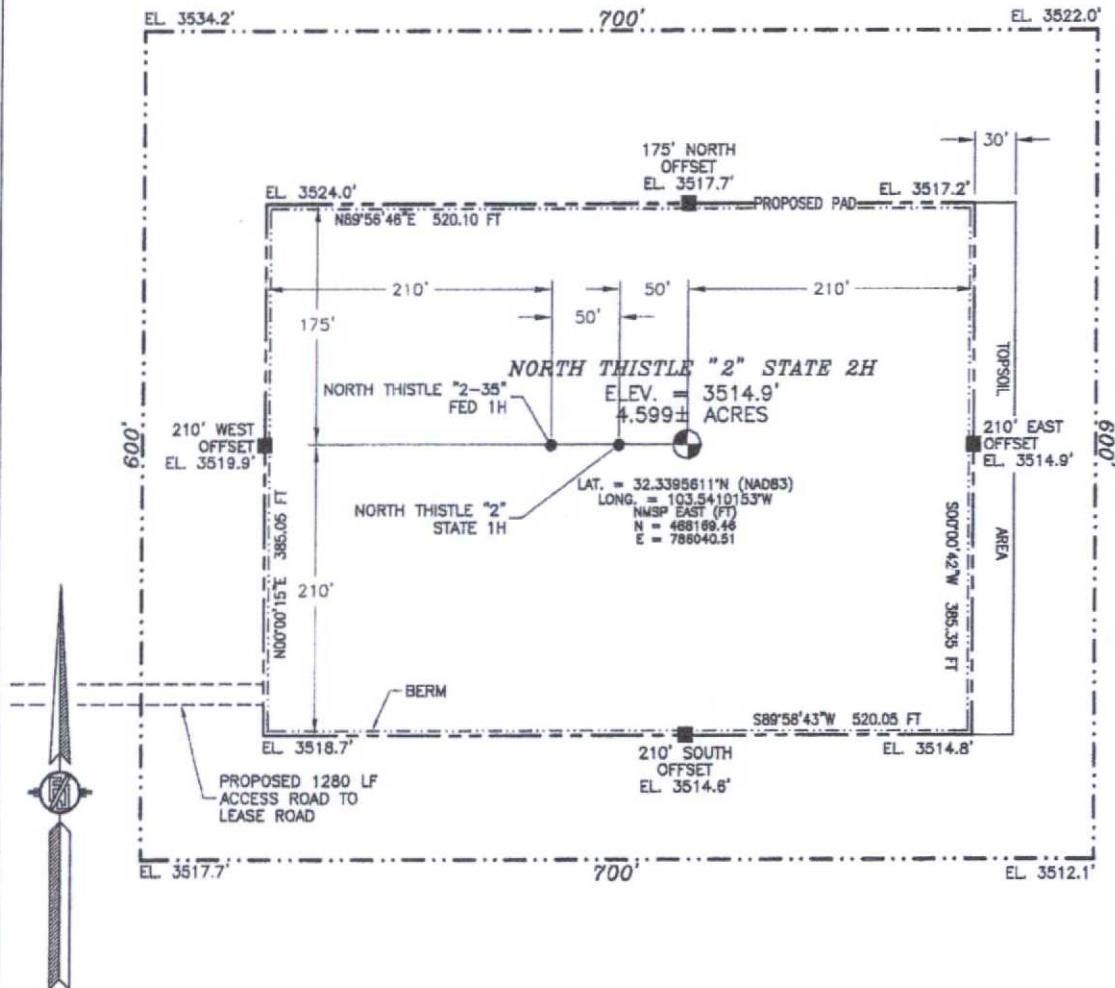 EL. 3534.2'
700'
EL. 3522.0'
30'
175' NORTH
OFFSET
EL. 3517.7'
EL. 3524.0'
EL. 3517.2'
PROPOSED PAD
N89°56'46"E 520.10 FT
210'
50'
210'
50'
175'
NORTH THISTLE "2" STATE 2H
ELEV. = 3514.9'
4.599± ACRES
NORTH THISTLE "2-35"
FED 1H
TOPSOIL
AREA
600'
210' WEST
OFFSET
EL. 3519.9'
210' EAST
OFFSET
EL. 3514.9'
600'
LAT. = 32.3395611°N (NAD83)
LONG. = 103.5410153°W
NMSP EAST (FT)
N = 488169.46
E = 786040.51
NORTH THISTLE "2"
STATE 1H
N00°00'15"E 385.05 FT
210'
S00°00'42"W 385.35 FT
BERM
S89°58'43"W 520.05 FT
EL. 3518.7'
EL. 3514.8'
210' SOUTH
OFFSET
EL. 3514.6'
PROPOSED 1280 LF
ACCESS ROAD TO
LEASE ROAD
EL. 3517.7'
700'
EL. 3512.1'